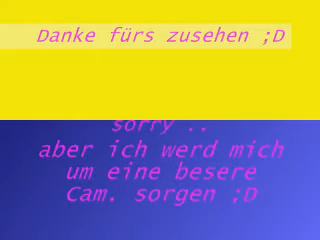 Danke fürs zusehen ;D
sorry ..
aber ich werd mich
um eine besere
Cam. sorgen ;D